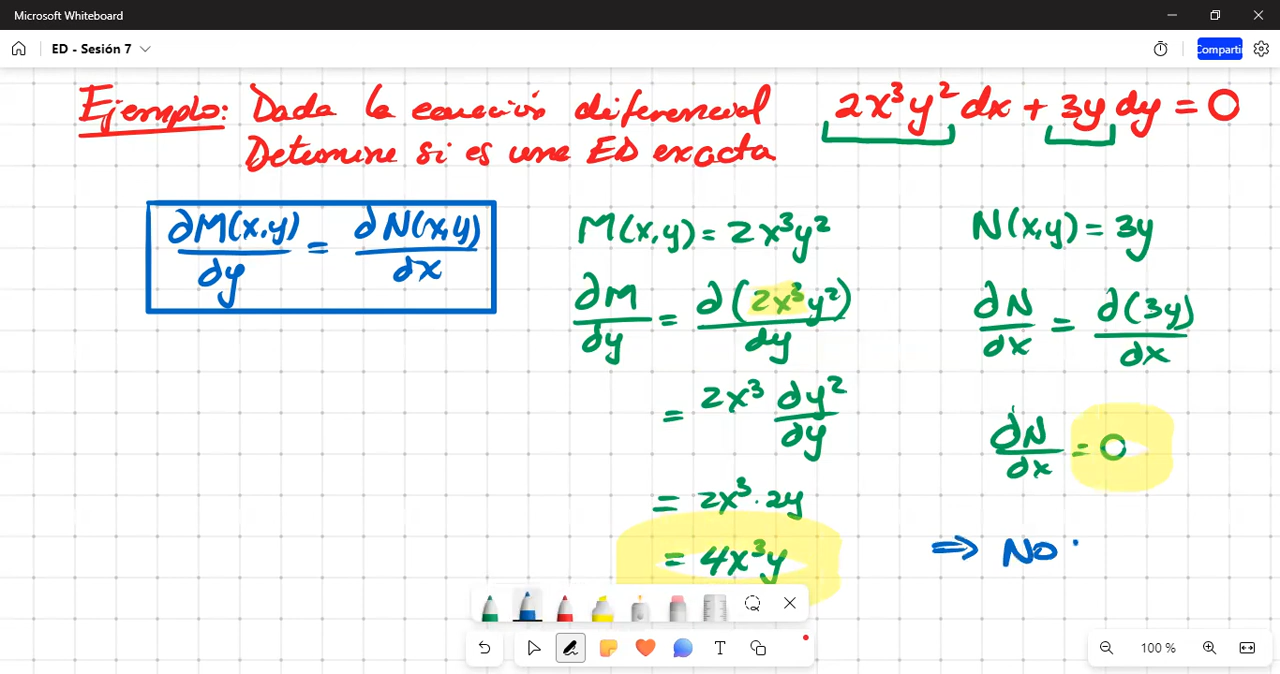 Microsoft Whiteboard
ED - Sesión 7
Comparti
Ejemplo: Dada la ecuación diferencial 2x³y² dx + 3y dy = 0
Determine si es una ED exacta
∂M(x,y)/∂y = ∂N(x,y)/∂x
M(x,y) = 2x³y²
∂M/∂y = ∂(2x³y²)/∂y
= 2x³ ∂y²/∂y
= 2x³ · 2y
= 4x³y
N(x,y) = 3y
∂N/∂x = ∂(3y)/∂x
∂N/∂x = 0
⇒ No
T
100 %